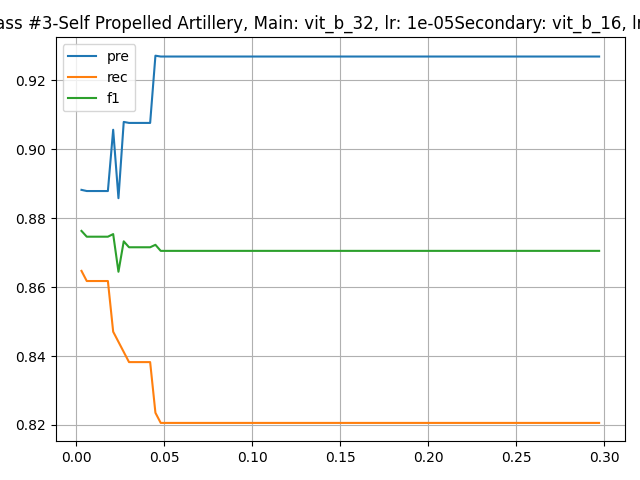 ass #3-Self Propelled Artillery, Main: vit_b_32, lr: 1e-05Secondary: vit_b_16, lr
pre
rec
f1
0.92
0.90
0.88
0.86
0.84
0.82
0.00 0.05 0.10 0.15 0.20 0.25 0.30